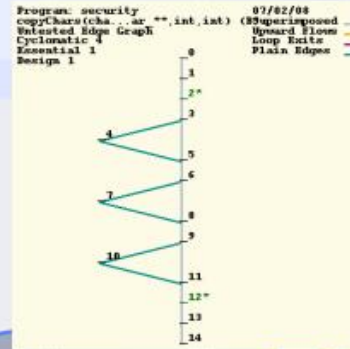 Program: security
07/02/08
copyChars(cha...ar_**,int,int) (B
Superimposed
Untested Edge Graph
Upward Flows
Cyclomatic 4
Loop Exits
Essential 1
Plain Edges
Design 1
0
1
2*
3
4
5
6
7
8
9
10
11
12*
13
14